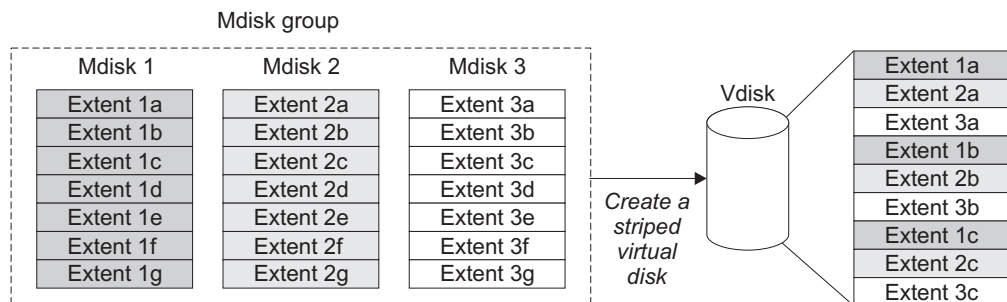 Mdisk group
Mdisk 1
Mdisk 2
Mdisk 3
Extent 1a
Extent 1b
Extent 1c
Extent 1d
Extent 1e
Extent 1f
Extent 1g
Extent 2a
Extent 2b
Extent 2c
Extent 2d
Extent 2e
Extent 2f
Extent 2g
Extent 3a
Extent 3b
Extent 3c
Extent 3d
Extent 3e
Extent 3f
Extent 3g
Create a
striped
virtual
disk
Vdisk
Extent 1a
Extent 2a
Extent 3a
Extent 1b
Extent 2b
Extent 3b
Extent 1c
Extent 2c
Extent 3c